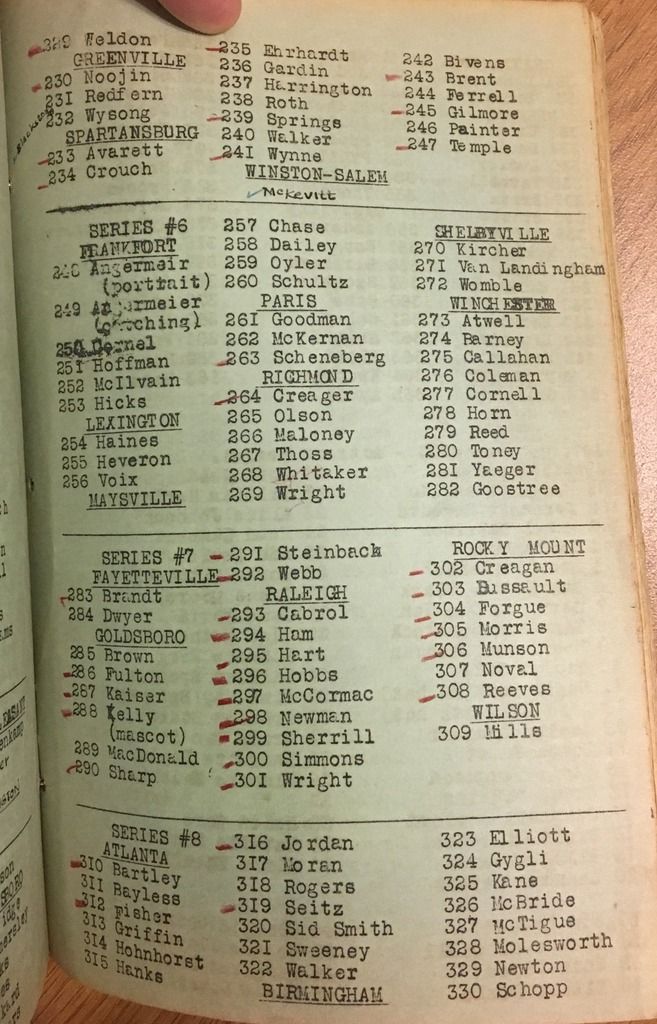 229 Weldon
GREENVILLE
230 Noojin
231 Redfern
232 Wysong
SPARTANSBURG
233 Avarett
234 Crouch
235 Ehrhardt
236 Gardin
237 Harrington
238 Roth
239 Springs
240 Walker
241 Wynne
WINSTON-SALEM
McKevitt
242 Bivens
243 Brent
244 Ferrell
245 Gilmore
246 Painter
247 Temple
SERIES #6
FRANKFORT
248 Angermeir
(portrait)
249 Angermeier
250
251 Hoffman
252 McIlvain
253 Hicks
LEXINGTON
254 Haines
255 Heveron
256 Voix
MAYSVILLE
257 Chase
258 Dailey
259 Oyler
260 Schultz
PARIS
261 Goodman
262 McKernan
263 Scheneberg
RICHMOND
264 Creager
265 Olson
266 Maloney
267 Thoss
268 Whitaker
269 Wright
SHELBYVILLE
270 Kircher
271 Van Landingham
272 Womble
WINCHESTER
273 Atwell
274 Barney
275 Callahan
276 Coleman
277 Cornell
278 Horn
279 Reed
280 Toney
281 Yaeger
282 Goostree
SERIES #7
FAYETTEVILLE
283 Brandt
284 Dwyer
GOLDSBORO
285 Brown
286 Fulton
287 Kaiser
288 Kelly
(mascot)
289 MacDonald
290 Sharp
291 Steinback
292 Webb
RALEIGH
293 Cabrol
294 Ham
295 Hart
296 Hobbs
297 McCormac
298 Newman
299 Sherrill
300 Simmons
301 Wright
ROCKY MOUNT
302 Creagan
303 Dussault
304 Forgue
305 Morris
306 Munson
307 Noval
308 Reeves
WILSON
309 Mills
SERIES #8
ATLANTA
310 Bartley
311 Bayless
312 Fisher
313 Griffin
314 Hohnhorst
315 Hanks
316 Jordan
317 Moran
318 Rogers
319 Seitz
320 Sid Smith
321 Sweeney
322 Walker
BIRMINGHAM
323 Elliott
324 Gygli
325 Kane
326 McBride
327 McTigue
328 Molesworth
329 Newton
330 Schopp